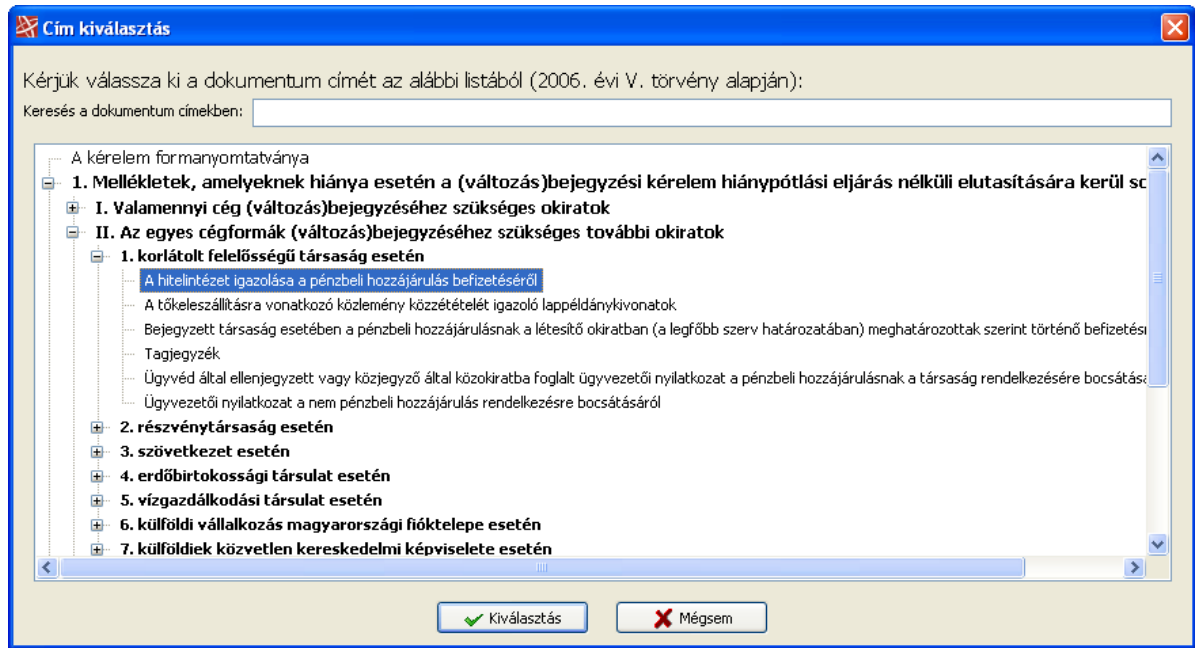 Cím kiválasztás
Kérjük válassza ki a dokumentum címét az alábbi listából (2006. évi V. törvény alapján):
Keresés a dokumentum címekben:
A kérelem formanyomtatványa
1. Mellékletek, amelyeknek hiánya esetén a (változás)bejegyzési kérelem hiánypótlási eljárás nélküli elutasítására kerül sc
I. Valamennyi cég (változás)bejegyzéséhez szükséges okiratok
II. Az egyes cégformák (változás)bejegyzéséhez szükséges további okiratok
1. korlátolt felelősségű társaság esetén
A hitelintézet igazolása a pénzbeli hozzájárulás befizetéséről
A tőkeleszállításra vonatkozó közlemény közzétételét igazoló lappéldánykivonatok
Bejegyzett társaság esetében a pénzbeli hozzájárulásnak a létesítő okiratban (a legfőbb szerv határozatában) meghatározottak szerint történő befizetés
Tagjegyzék
Ügyvéd által ellenjegyzett vagy közjegyző által közokiratba foglalt ügyvezetői nyilatkozat a pénzbeli hozzájárulásnak a társaság rendelkezésére bocsátása
Ügyvezetői nyilatkozat a nem pénzbeli hozzájárulás rendelkezésre bocsátásáról
2. részvénytársaság esetén
3. szövetkezet esetén
4. erdőbirtokossági társulat esetén
5. vízgazdálkodási társulat esetén
6. külföldi vállalkozás magyarországi fióktelepe esetén
7. külföldiek közvetlen kereskedelmi képviselete esetén
Kiválasztás
Mégsem